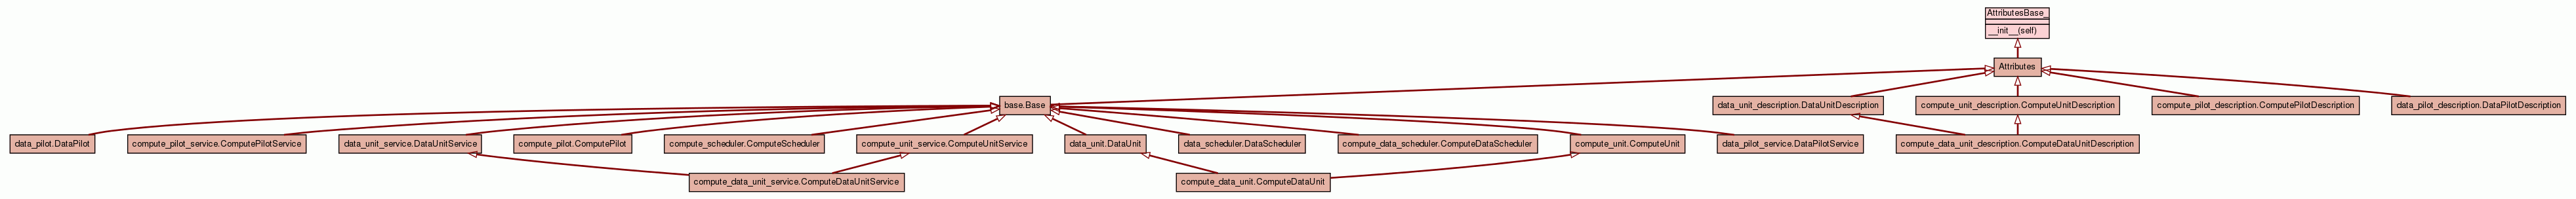 AttributesBase_
__init__(self)
Attributes
base.Base
data_unit_description.DataUnitDescription
compute_unit_description.ComputeUnitDescription
compute_pilot_description.ComputePilotDescription
data_pilot_description.DataPilotDescription
data_pilot.DataPilot
compute_pilot_service.ComputePilotService
data_unit_service.DataUnitService
compute_pilot.ComputePilot
compute_scheduler.ComputeScheduler
compute_unit_service.ComputeUnitService
data_unit.DataUnit
data_scheduler.DataScheduler
compute_data_scheduler.ComputeDataScheduler
compute_unit.ComputeUnit
data_pilot_service.DataPilotService
compute_data_unit_description.ComputeDataUnitDescription
compute_data_unit_service.ComputeDataUnitService
compute_data_unit.ComputeDataUnit